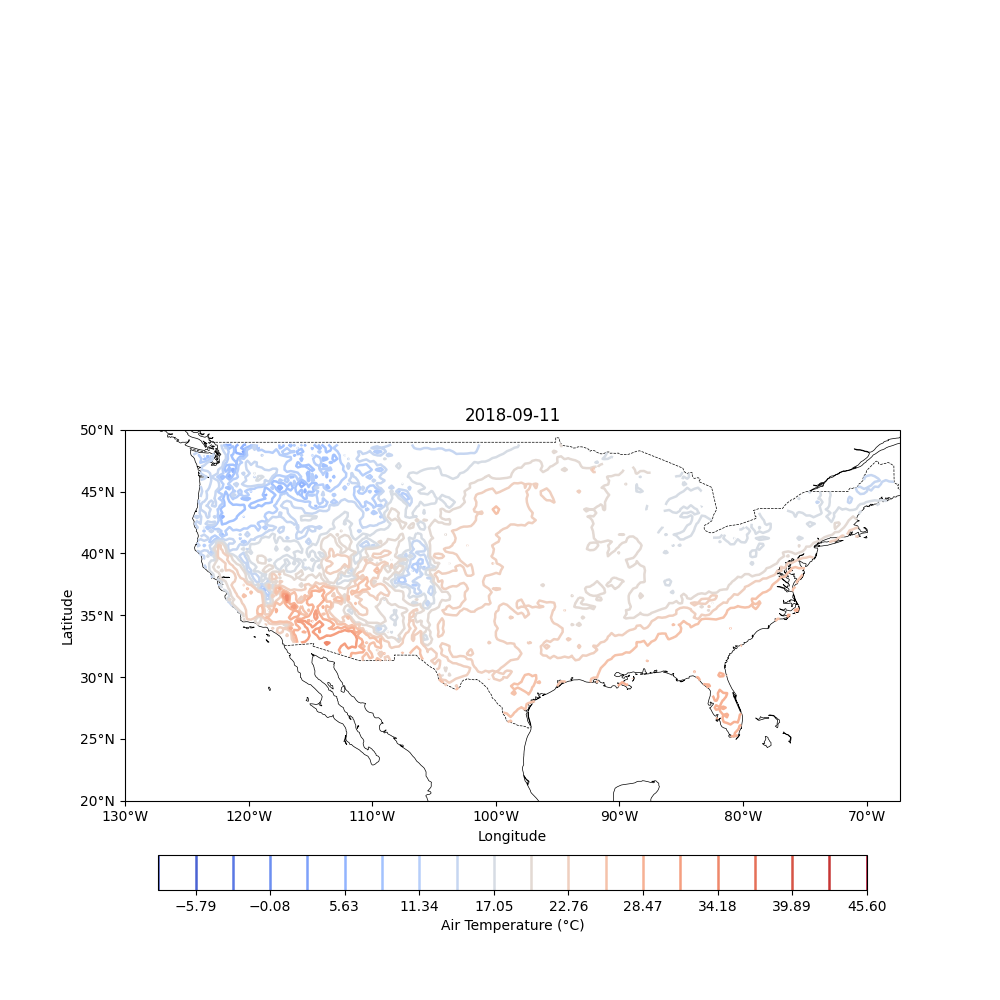 2018-09-11
50°N
45°N
40°N
35°N
30°N
25°N
20°N
Latitude
130°W 120°W 110°W 100°W 90°W 80°W 70°W
Longitude
−5.79 −0.08 5.63 11.34 17.05 22.76 28.47 34.18 39.89 45.60
Air Temperature (°C)